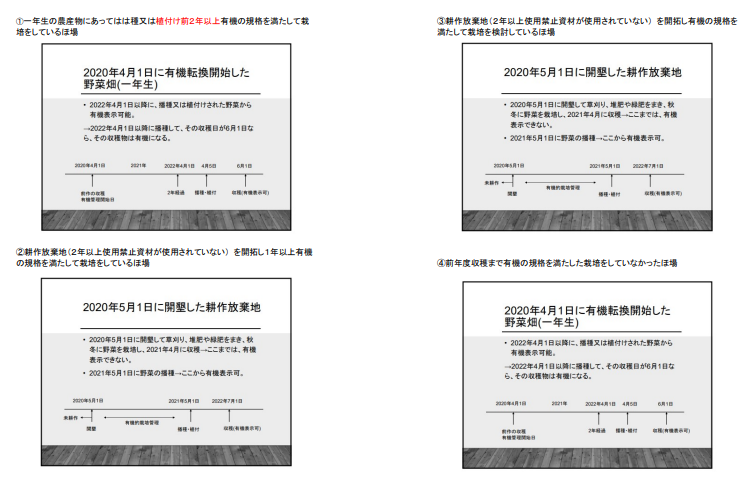 ①一年生の農産物にあってはは種又は植付け前2年以上有機の規格を満たして栽
培をしているほ場
2020年4月1日に有機転換開始した
野菜畑(一年生)
• 2022年4月1日以降に、播種又は植付けされた野菜から
有機表示可能。
→2022年4月1日以降に播種して、その収穫日が6月1日な
ら、その収穫物は有機になる。
2020年4月1日 2021年 2022年4月1日 4月5日 6月1日
前作の収穫 2年経過 播種・植付 収穫(有機表示可)
有機管理開始日
②耕作放棄地(2年以上使用禁止資材が使用されていない) を開拓し1年以上有機
の規格を満たして栽培をしているほ場
2020年5月1日に開墾した耕作放棄地
• 2020年5月1日に開墾して草刈り、堆肥や緑肥をまき、秋
冬に野菜を栽培し、2021年4月に収穫→ここまでは、有機
表示できない。
• 2021年5月1日に野菜の播種→ここから有機表示可。
2020年5月1日 2021年5月1日 2022年7月1日
未耕作 有機的栽培管理
開墾 播種・植付 収穫(有機表示可)
③耕作放棄地(2年以上使用禁止資材が使用されていない) を開拓し有機の規格を
満たして栽培を検討しているほ場
2020年5月1日に開墾した耕作放棄地
• 2020年5月1日に開墾して草刈り、堆肥や緑肥をまき、秋
冬に野菜を栽培し、2021年4月に収穫→ここまでは、有機
表示できない。
• 2021年5月1日に野菜の播種→ここから有機表示可。
2020年5月1日 2021年5月1日 2022年7月1日
未耕作 有機的栽培管理
開墾 播種・植付 収穫(有機表示可)
④前年度収穫まで有機の規格を満たした栽培をしていなかったほ場
2020年4月1日に有機転換開始した
野菜畑(一年生)
• 2022年4月1日以降に、播種又は植付けされた野菜から
有機表示可能。
→2022年4月1日以降に播種して、その収穫日が6月1日な
ら、その収穫物は有機になる。
2020年4月1日 2021年 2022年4月1日 4月5日 6月1日
前作の収穫 2年経過 播種・植付 収穫(有機表示可)
有機管理開始日